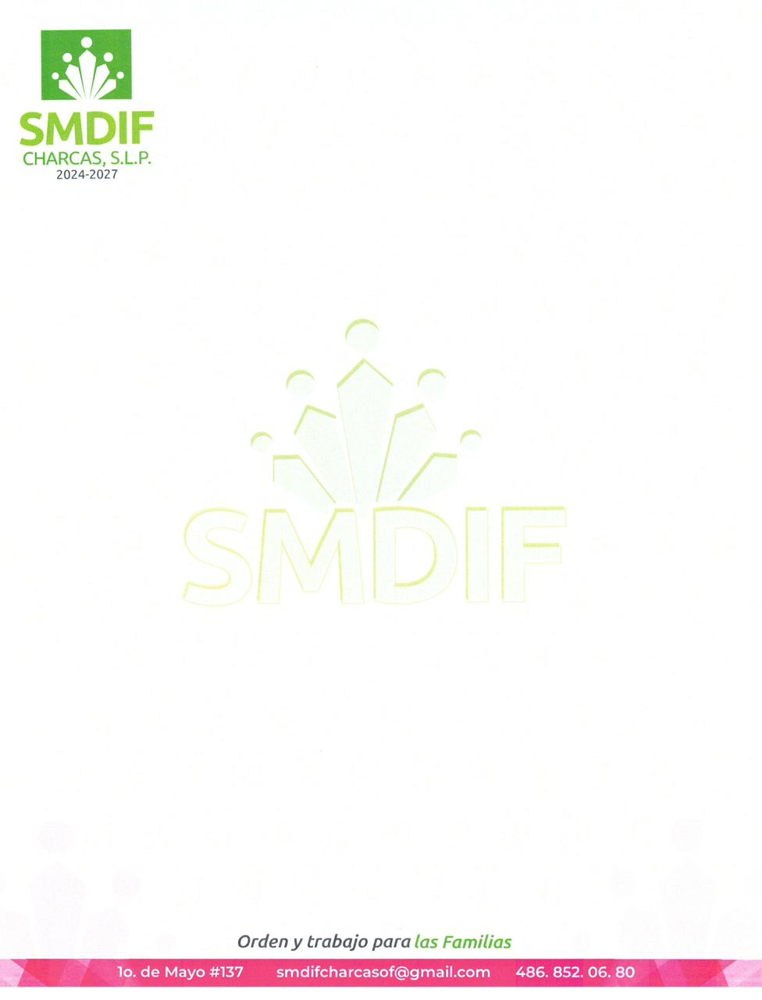 SMDIF
CHARCAS, S.L.P.
2024-2027
SMDIF
Orden y trabajo para las Familias
1o. de Mayo #137 smdifcharcasof@gmail.com 486. 852. 06. 80